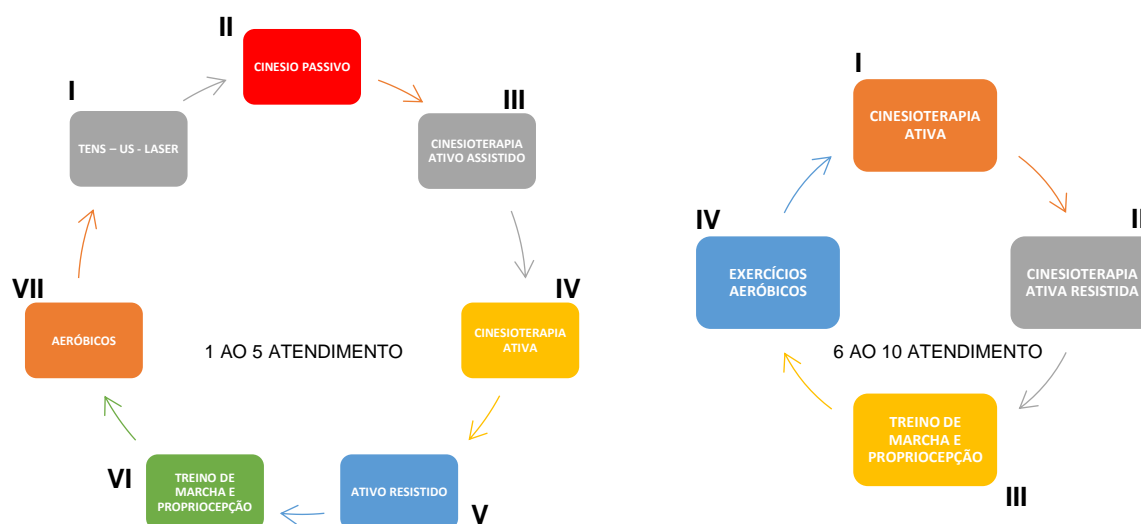 II
CINESIO PASSIVO
I
TENS – US - LASER
III
CINESIOTERAPIA
ATIVO ASSISTIDO
VII
AERÓBICOS
1 AO 5 ATENDIMENTO
IV
CINESIOTERAPIA
ATIVA
VI
TREINO DE
MARCHA E
PROPRIOCEPÇÃO
ATIVO RESISTIDO
V
I
CINESIOTERAPIA
ATIVA
IV
EXERCÍCIOS
AERÓBICOS
II
CINESIOTERAPIA
ATIVA RESISTIDA
6 AO 10 ATENDIMENTO
TREINO DE
MARCHA E
PROPRIOCEPÇÃO
III